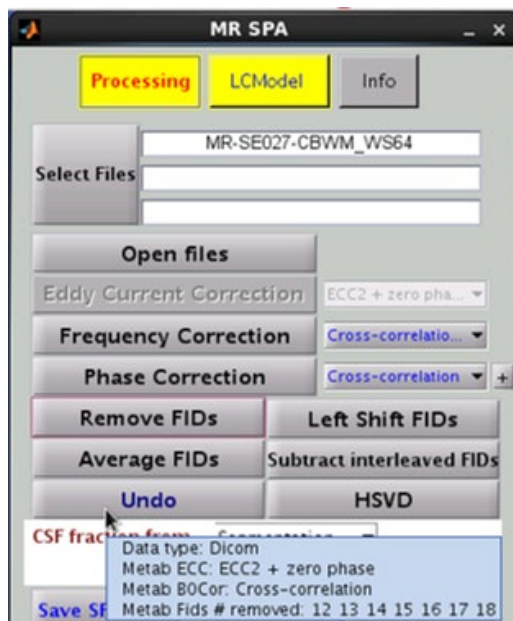 MR SPA
Processing LCModel Info
Select Files
MR-SE027-CBWM_WS64
Open files
Eddy Current Correction ECC2 + zero pha...
Frequency Correction Cross-correlatio...
Phase Correction Cross-correlation +
Remove FIDs Left Shift FIDs
Average FIDs Subtract interleaved FIDs
Undo HSVD
CSF fraction from Segmentation
Data type: Dicom
Metab ECC: ECC2 + zero phase
Metab B0Cor: Cross-correlation
Save SF Metab Fids # removed: 12 13 14 15 16 17 18